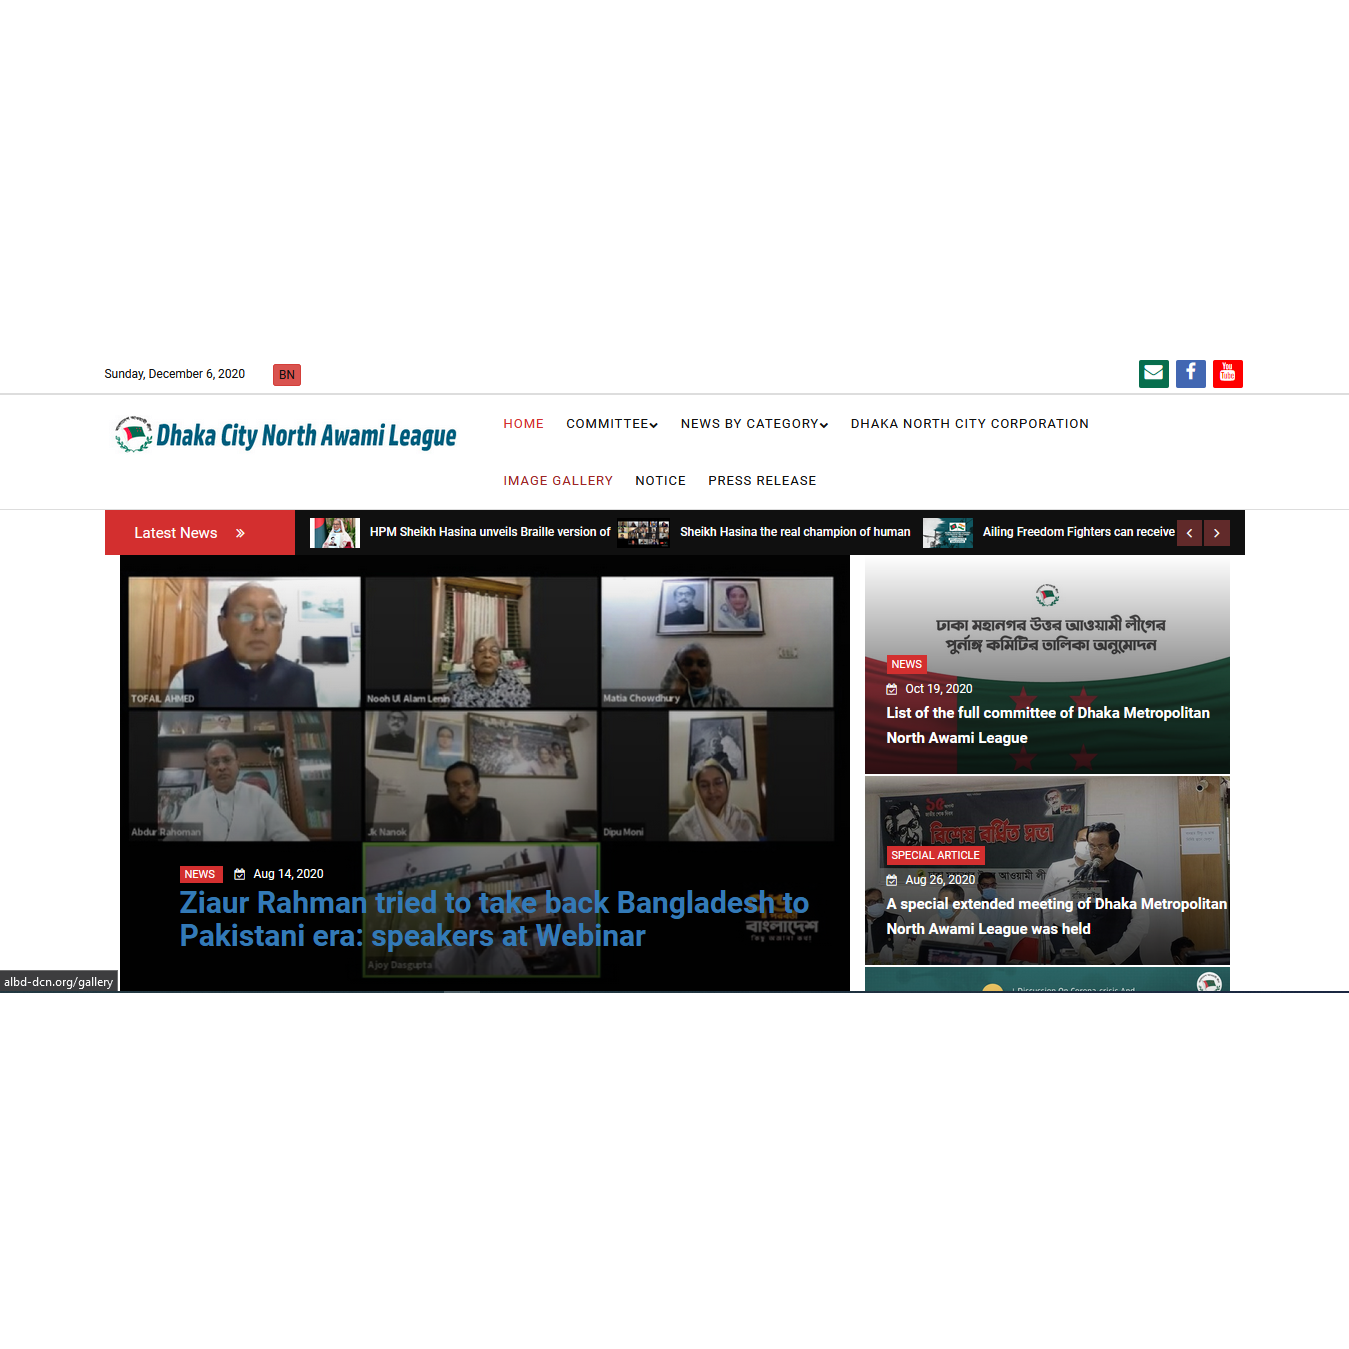 Sunday, December 6, 2020
BN
Dhaka City North Awami League
HOME
COMMITTEE
NEWS BY CATEGORY
DHAKA NORTH CITY CORPORATION
IMAGE GALLERY
NOTICE
PRESS RELEASE
Latest News
HPM Sheikh Hasina unveils Braille version of
Sheikh Hasina the real champion of human
Ailing Freedom Fighters can receive
TOFAIL AHMED
Nooh Ul Alam Lenin
Matia Chowdhury
Abdur Rahoman
Jk Nanok
Dipu Moni
NEWS
Aug 14, 2020
Ziaur Rahman tried to take back Bangladesh to
Pakistani era: speakers at Webinar
বাংলাদেশ
Ajoy Dasgupta
ঢাকা মহানগর উত্তর আওয়ামী লীগের
পুর্নাঙ্গ কমিটির তালিকা অনুমোদন
NEWS
Oct 19, 2020
List of the full committee of Dhaka Metropolitan
North Awami League
১৫
বিশেষ বর্ধিত সভা
SPECIAL ARTICLE
Aug 26, 2020
A special extended meeting of Dhaka Metropolitan
North Awami League was held
Discussion On Corona-crisis And
albd-dcn.org/gallery